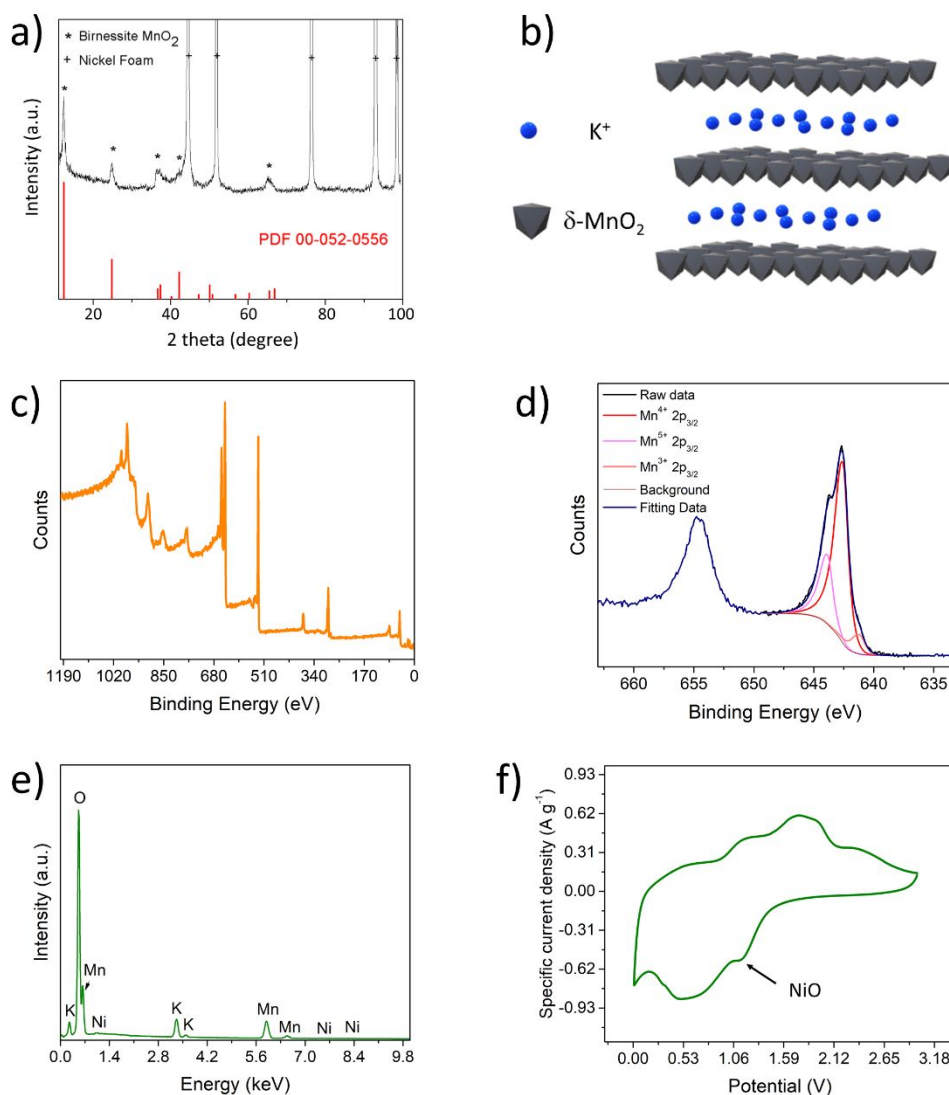 a)
* Birnessite MnO2
+ Nickel Foam
* * * * + + * + + +
PDF 00-052-0556
Intensity (a.u.)
20 40 60 80 100
2 theta (degree)
b)
K+
δ-MnO2
c)
Counts
1190 1020 850 680 510 340 170 0
Binding Energy (eV)
d)
Raw data
Mn4+ 2p3/2
Mn5+ 2p3/2
Mn3+ 2p3/2
Background
Fitting Data
Counts
660 655 650 645 640 635
Binding Energy (eV)
e)
O
Mn
K
Ni
K
K
Mn
Mn
Ni
Ni
Intensity (a.u.)
0.0 1.4 2.8 4.2 5.6 7.0 8.4 9.8
Energy (keV)
f)
Specific current density (A g-1)
0.93
0.62
0.31
0.00
-0.31
-0.62
-0.93
NiO
0.00 0.53 1.06 1.59 2.12 2.65 3.18
Potential (V)